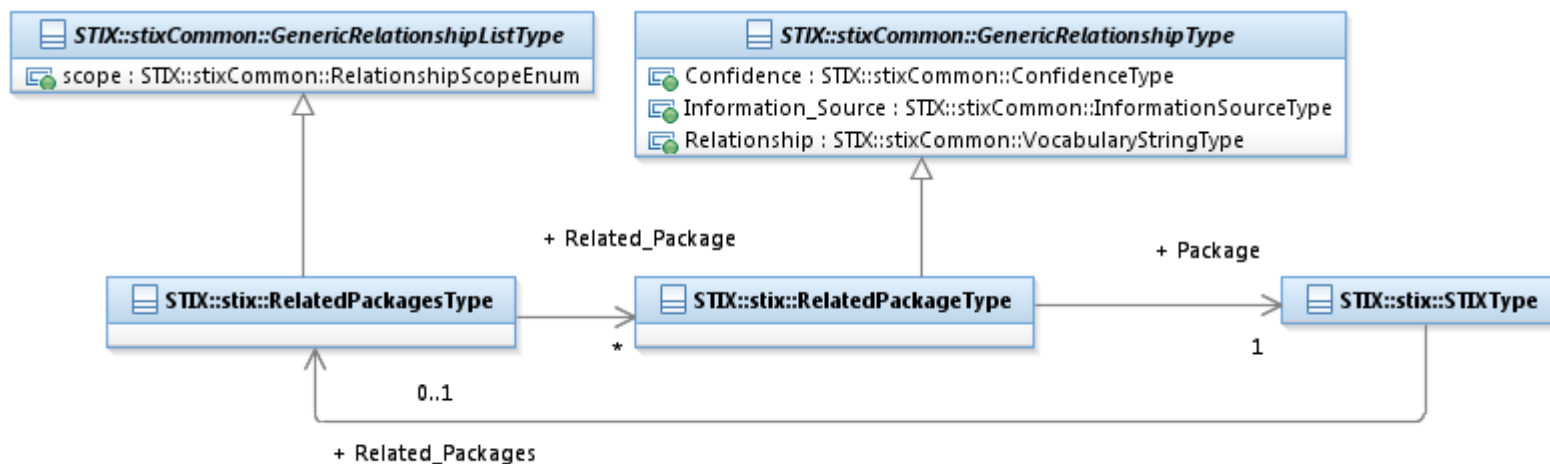 STIX::stixCommon::GenericRelationshipListType
scope : STIX::stixCommon::RelationshipScopeEnum
STIX::stixCommon::GenericRelationshipType
Confidence : STIX::stixCommon::ConfidenceType
Information_Source : STIX::stixCommon::InformationSourceType
Relationship : STIX::stixCommon::VocabularyStringType
+ Related_Package
+ Package
STIX::stix::RelatedPackagesType
STIX::stix::RelatedPackageType
STIX::stix::STIXType
*
1
0..1
+ Related_Packages